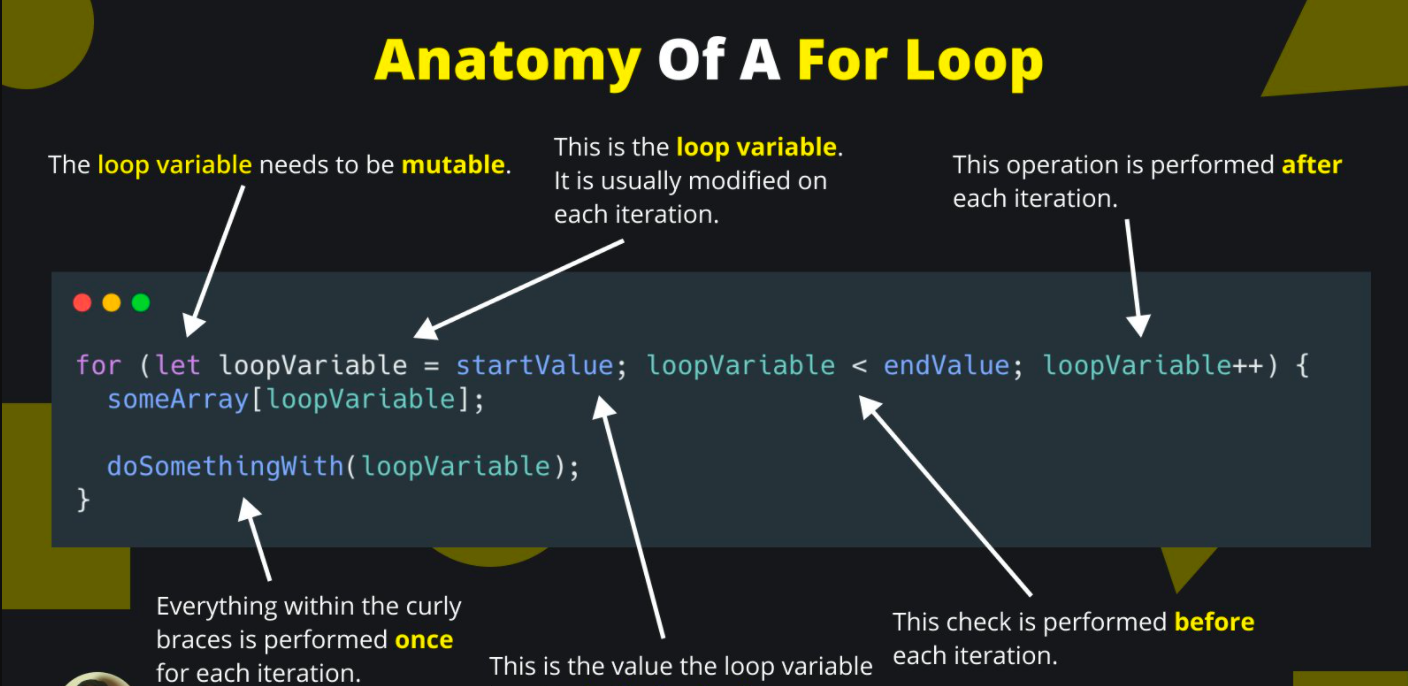 Anatomy Of A For Loop
The loop variable needs to be mutable.
This is the loop variable.
It is usually modified on
each iteration.
This operation is performed after
each iteration.
for (let loopVariable = startValue; loopVariable < endValue; loopVariable++) {
  someArray[loopVariable];
  doSomethingWith(loopVariable);
}
Everything within the curly
braces is performed once
for each iteration.
This is the value the loop variable
This check is performed before
each iteration.